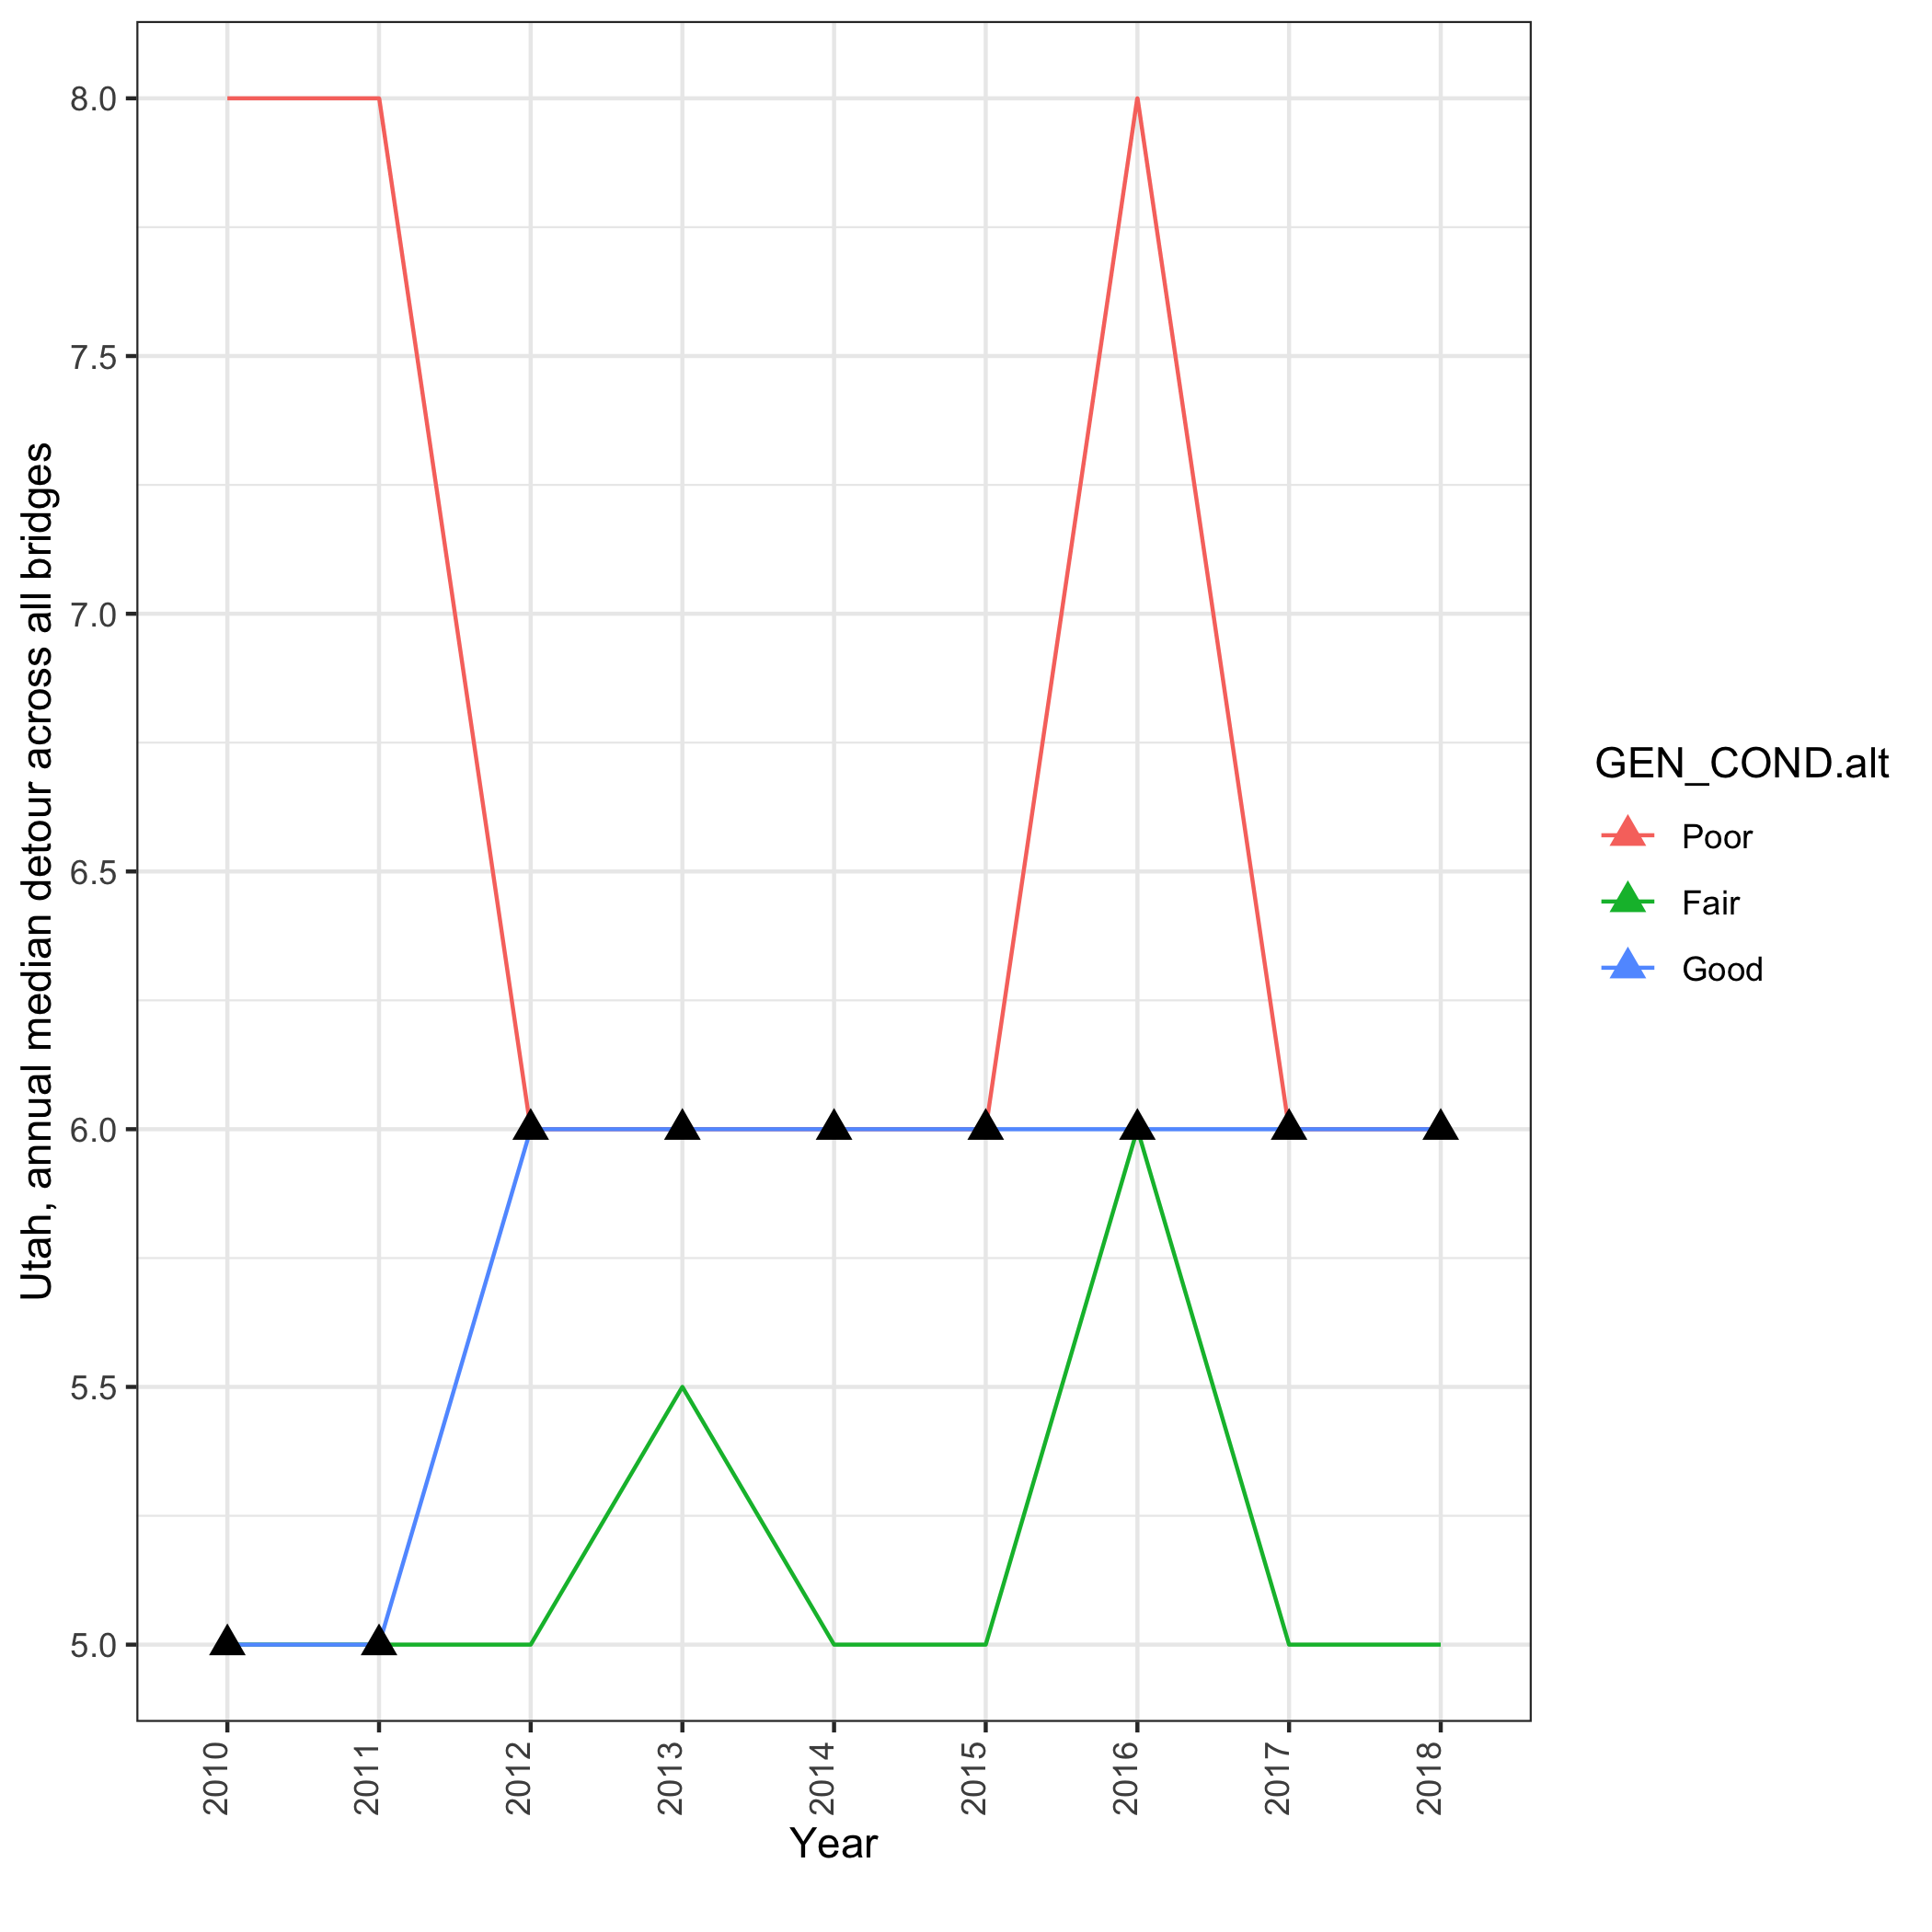 Utah, annual median detour across all bridges
8.0
7.5
7.0
6.5
6.0
5.5
5.0
2010
2011
2012
2013
2014
2015
2016
2017
2018
Year
GEN_COND.alt
Poor
Fair
Good